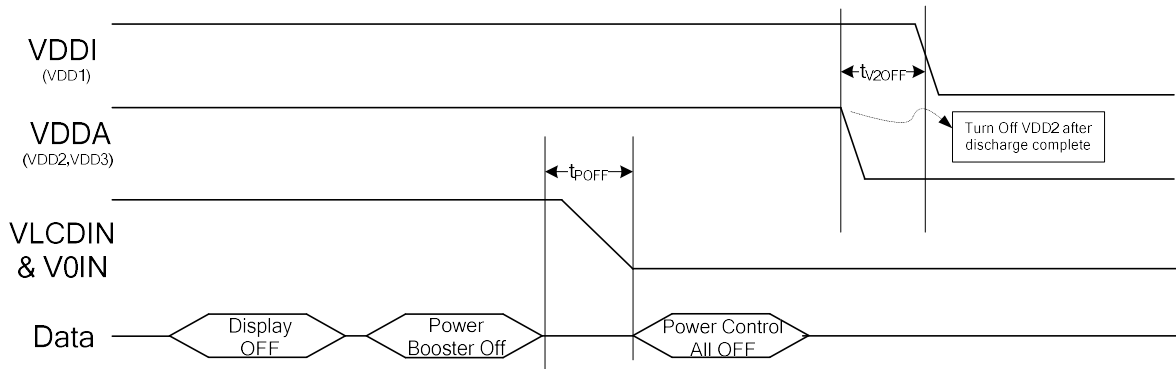 VDDI
(VDD1)
tV2OFF
VDDA
(VDD2,VDD3)
Turn Off VDD2 after
discharge complete
tPOFF
VLCDIN
& V0IN
Data
Display
OFF
Power
Booster Off
Power Control
All OFF